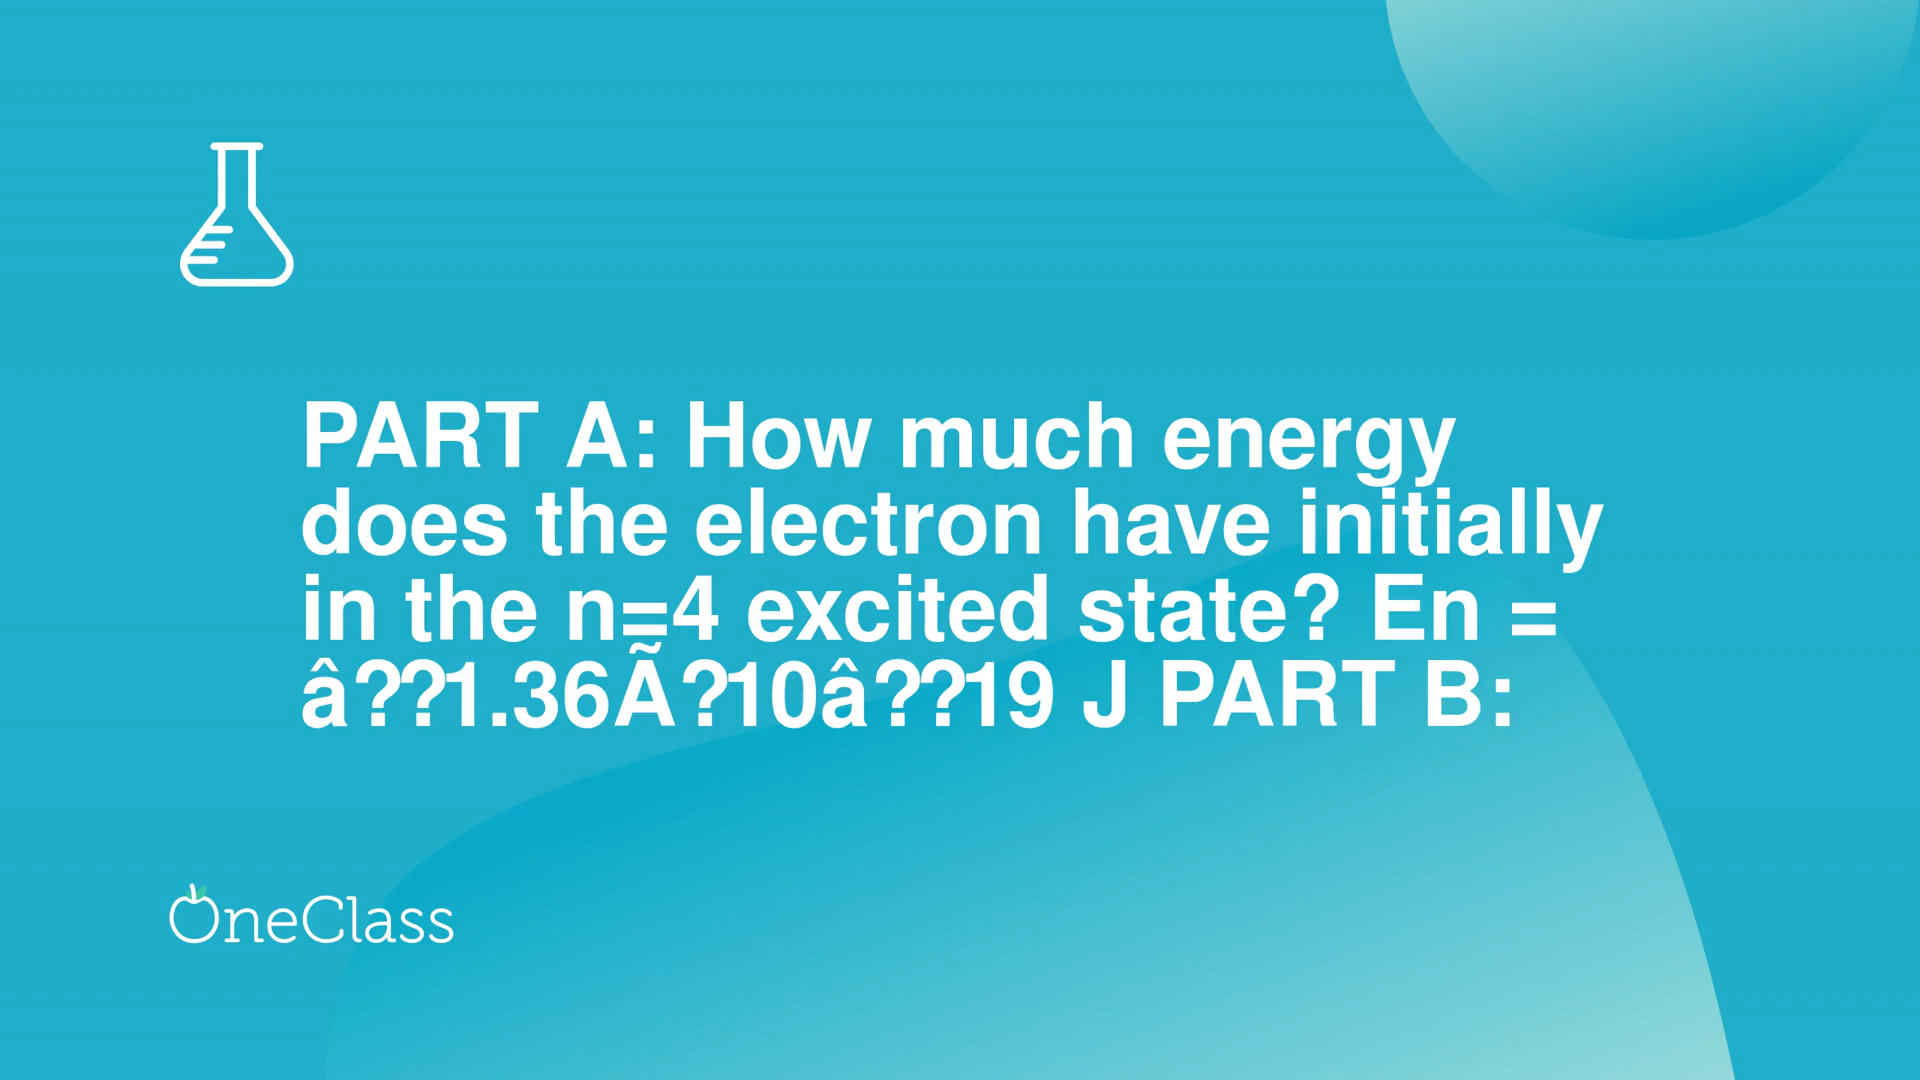 PART A: How much energy
does the electron have initially
in the n=4 excited state? En =
â??1.36Ã?10â??19 J PART B:
OneClass